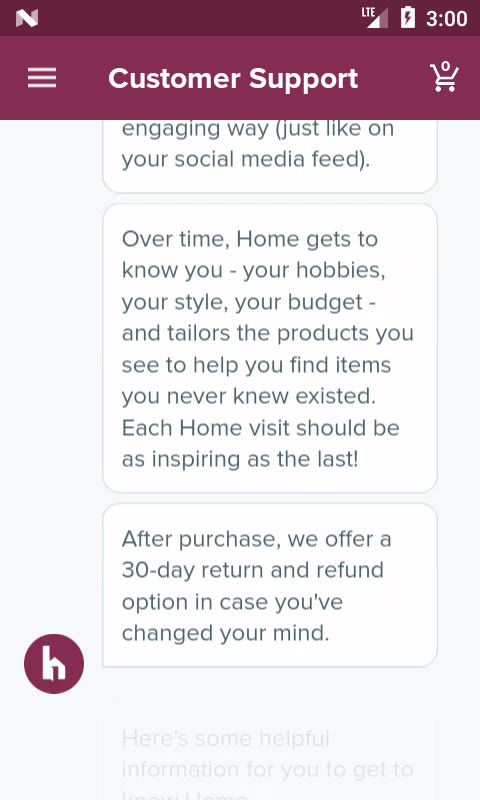 LTE 3:00
Customer Support
0
engaging way (just like on
your social media feed).
Over time, Home gets to
know you - your hobbies,
your style, your budget -
and tailors the products you
see to help you find items
you never knew existed.
Each Home visit should be
as inspiring as the last!
After purchase, we offer a
30-day return and refund
option in case you've
changed your mind.
h
Here's some helpful
information for you to get to
know Home